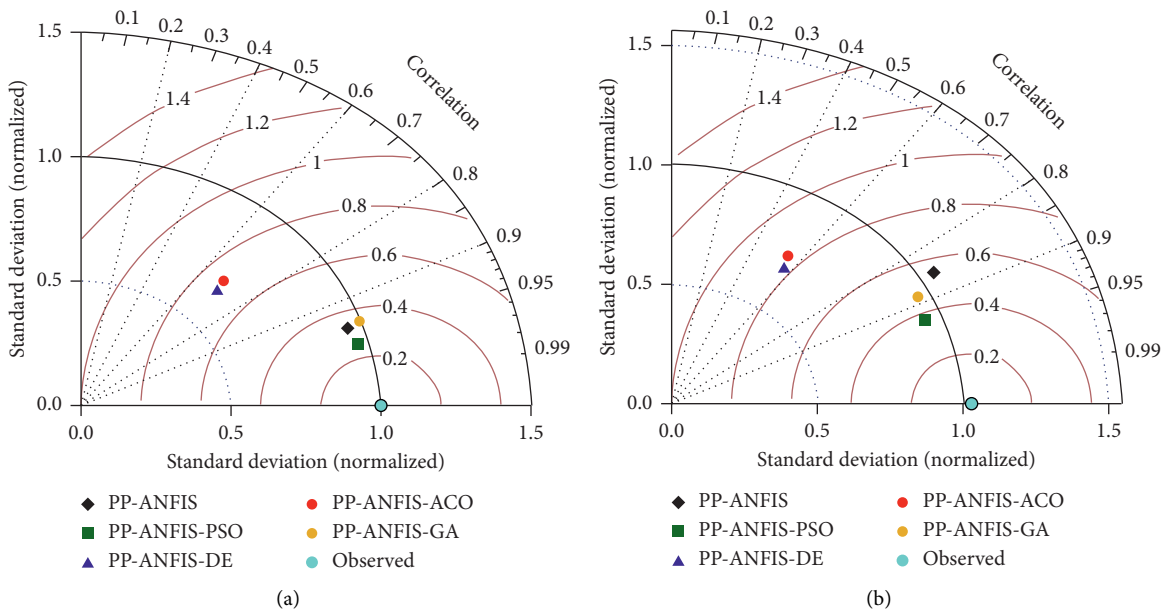 0.1
0.2
0.3
0.4
0.5
0.6
0.7
0.8
0.9
0.95
0.99
Correlation
1.5
1.0
0.5
0.0
Standard deviation (normalized)
1.4
1.2
1
0.8
0.6
0.4
0.2
0.0
0.5
1.0
1.5
Standard deviation (normalized)
PP-ANFIS
PP-ANFIS-PSO
PP-ANFIS-DE
PP-ANFIS-ACO
PP-ANFIS-GA
Observed
(a)
0.1
0.2
0.3
0.4
0.5
0.6
0.7
0.8
0.9
0.95
0.99
Correlation
1.5
1.0
0.5
0.0
Standard deviation (normalized)
1.4
1.2
1
0.8
0.6
0.4
0.2
0.0
0.5
1.0
1.5
Standard deviation (normalized)
PP-ANFIS
PP-ANFIS-PSO
PP-ANFIS-DE
PP-ANFIS-ACO
PP-ANFIS-GA
Observed
(b)